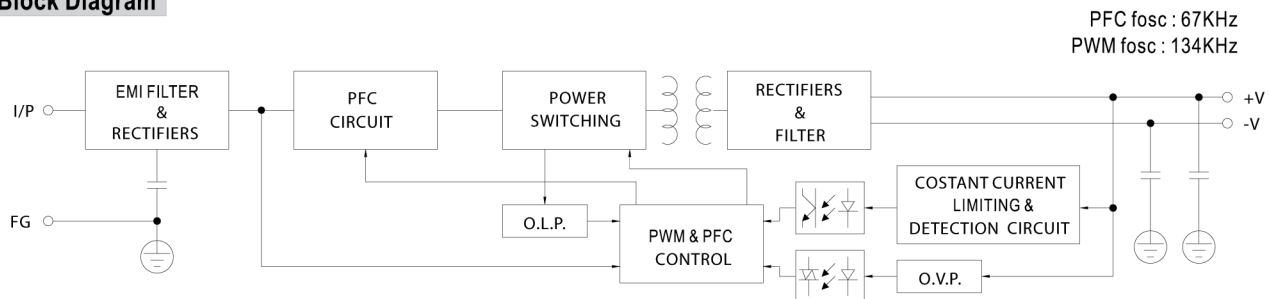 Block Diagram
PFC fosc : 67KHz
PWM fosc : 134KHz
I/P
EMI FILTER
&
RECTIFIERS
PFC
CIRCUIT
POWER
SWITCHING
RECTIFIERS
&
FILTER
+V
-V
FG
O.L.P.
PWM & PFC
CONTROL
COSTANT CURRENT
LIMITING &
DETECTION CIRCUIT
O.V.P.